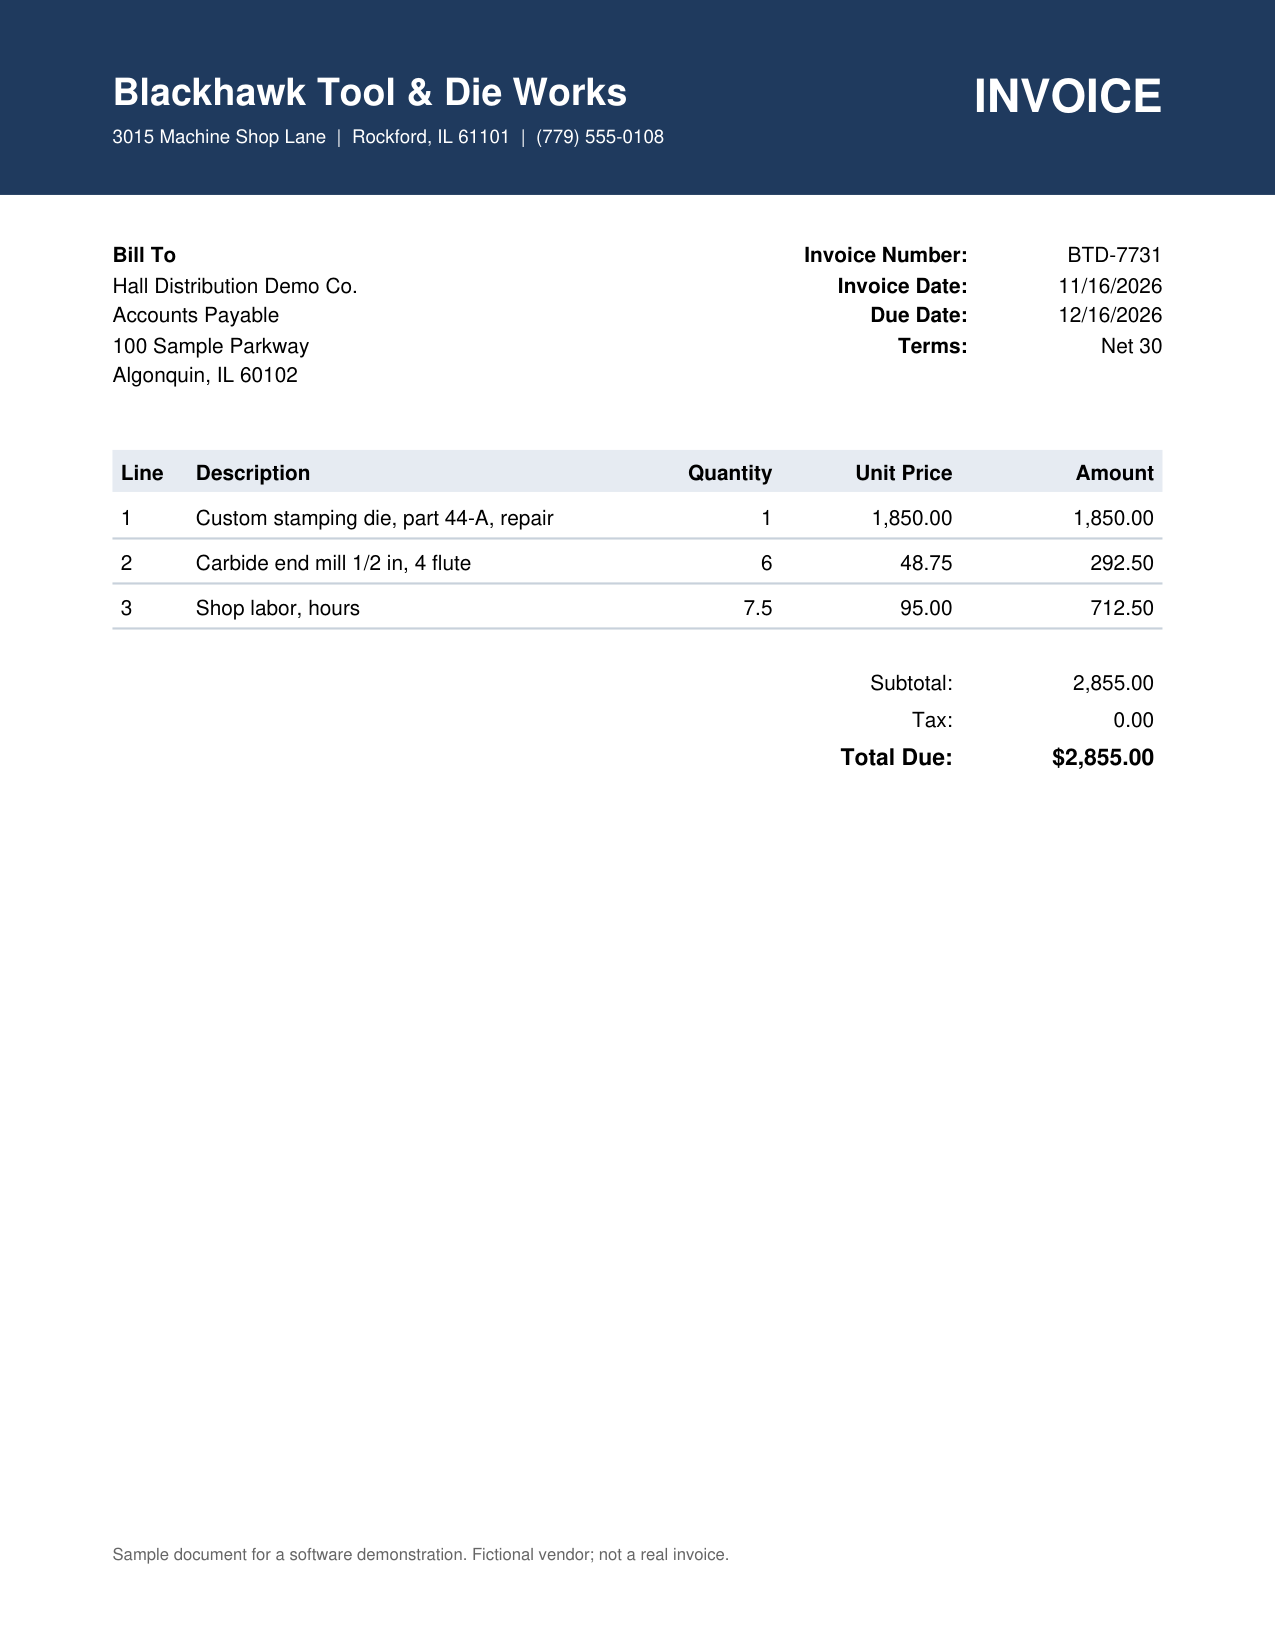 Blackhawk Tool & Die Works
INVOICE
3015 Machine Shop Lane | Rockford, IL 61101 | (779) 555-0108
Bill To
Hall Distribution Demo Co.
Accounts Payable
100 Sample Parkway
Algonquin, IL 60102
Invoice Number: BTD-7731
Invoice Date: 11/16/2026
Due Date: 12/16/2026
Terms: Net 30
Line Description Quantity Unit Price Amount
1 Custom stamping die, part 44-A, repair 1 1,850.00 1,850.00
2 Carbide end mill 1/2 in, 4 flute 6 48.75 292.50
3 Shop labor, hours 7.5 95.00 712.50
Subtotal: 2,855.00
Tax: 0.00
Total Due: $2,855.00
Sample document for a software demonstration. Fictional vendor; not a real invoice.